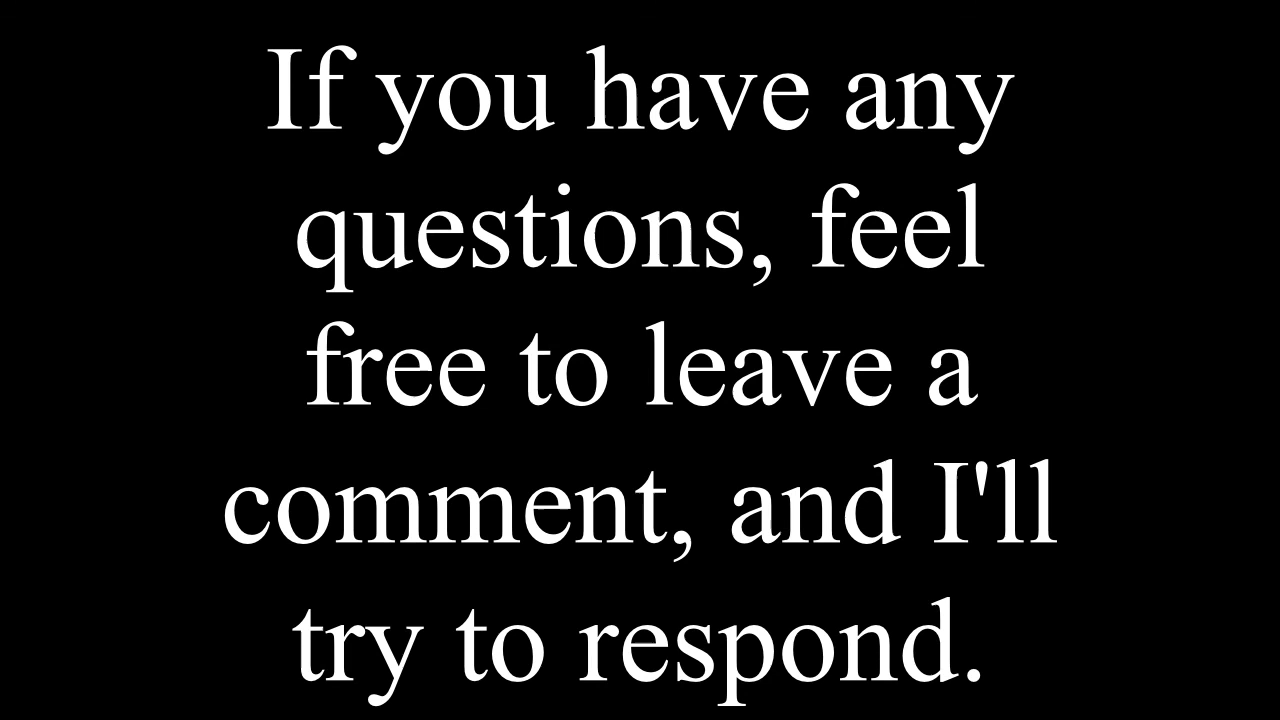 If you have any
questions, feel
free to leave a
comment, and I'll
try to respond.